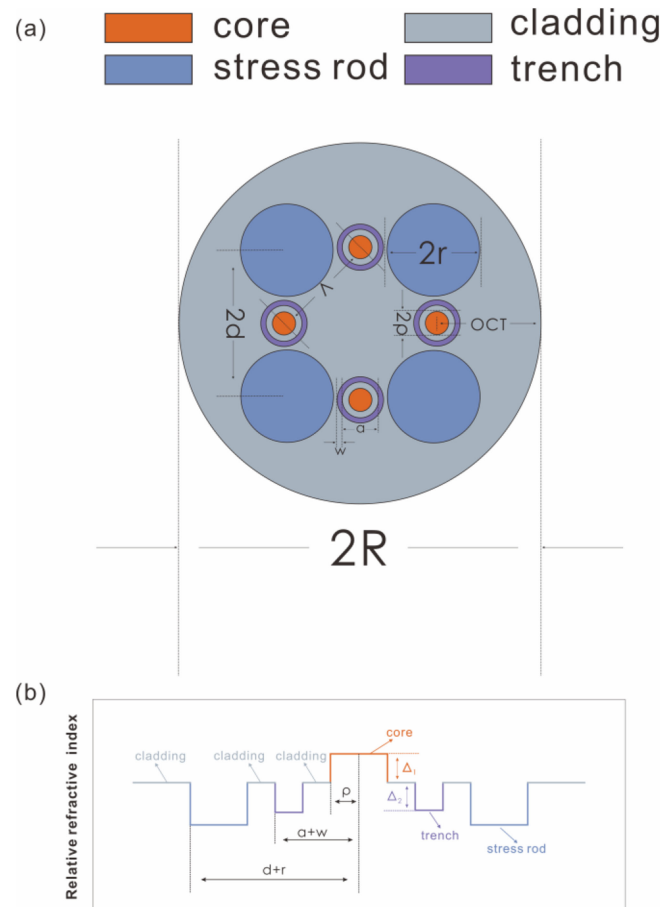 (a)
core
cladding
stress rod
trench
2r
Λ
2d
2ρ
OCT
a
w
2R
(b)
Relative refractive index
core
cladding
cladding
cladding
Δ1
ρ
Δ2
a+w
trench
stress rod
d+r